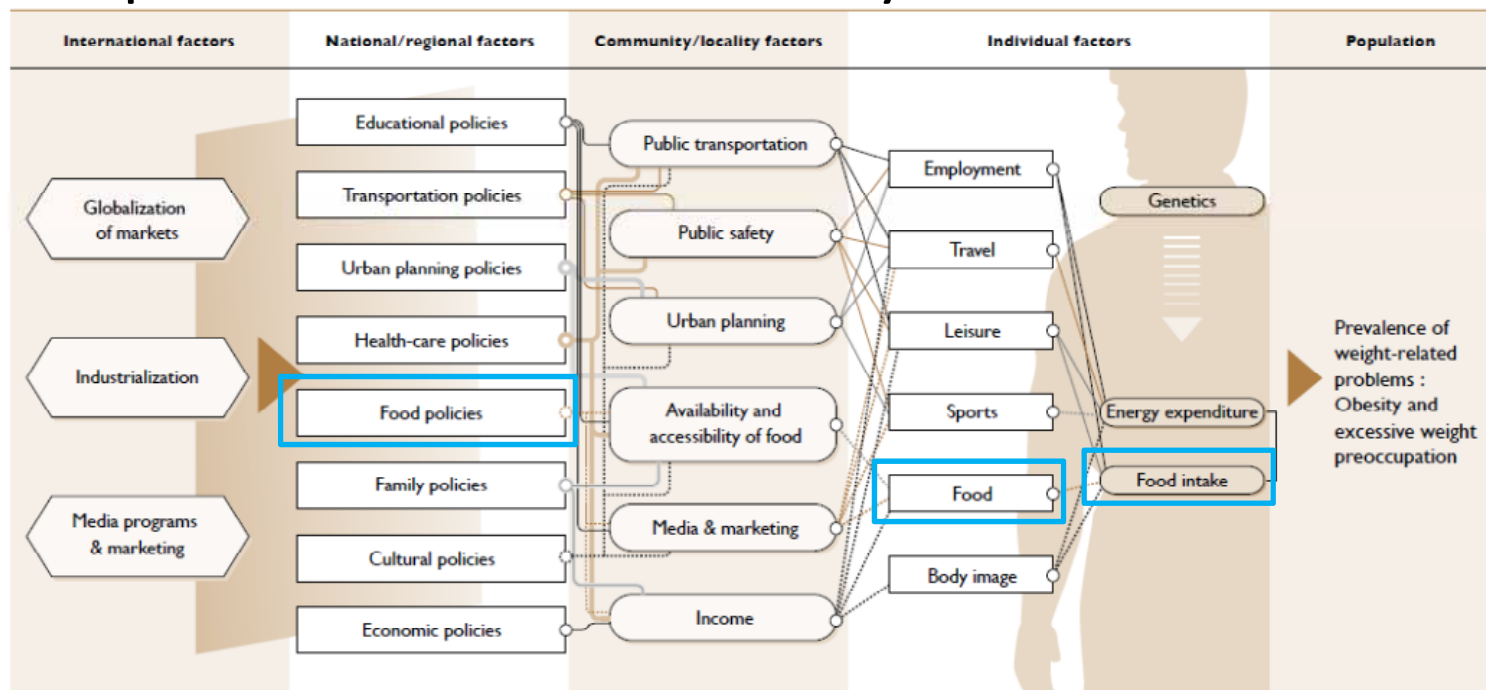 International factors
National/regional factors
Community/locality factors
Individual factors
Population
Globalization
of markets
Industrialization
Media programs
& marketing
Educational policies
Transportation policies
Urban planning policies
Health-care policies
Food policies
Family policies
Cultural policies
Economic policies
Public transportation
Public safety
Urban planning
Availability and
accessibility of food
Media & marketing
Income
Employment
Travel
Leisure
Sports
Food
Body image
Genetics
Energy expenditure
Food intake
Prevalence of
weight-related
problems :
Obesity and
excessive weight
preoccupation